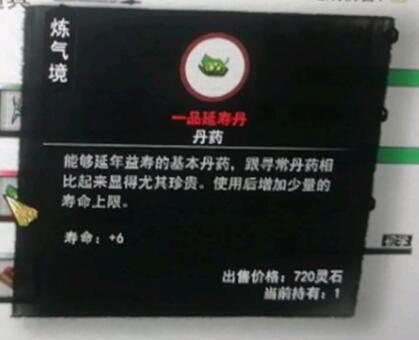 炼气境
一品延寿丹
丹药
能够延年益寿的基本丹药，跟寻常丹药相
比起来显得尤其珍贵。使用后增加少量的
寿命上限。
寿命：+6
出售价格：720灵石
当前持有：1